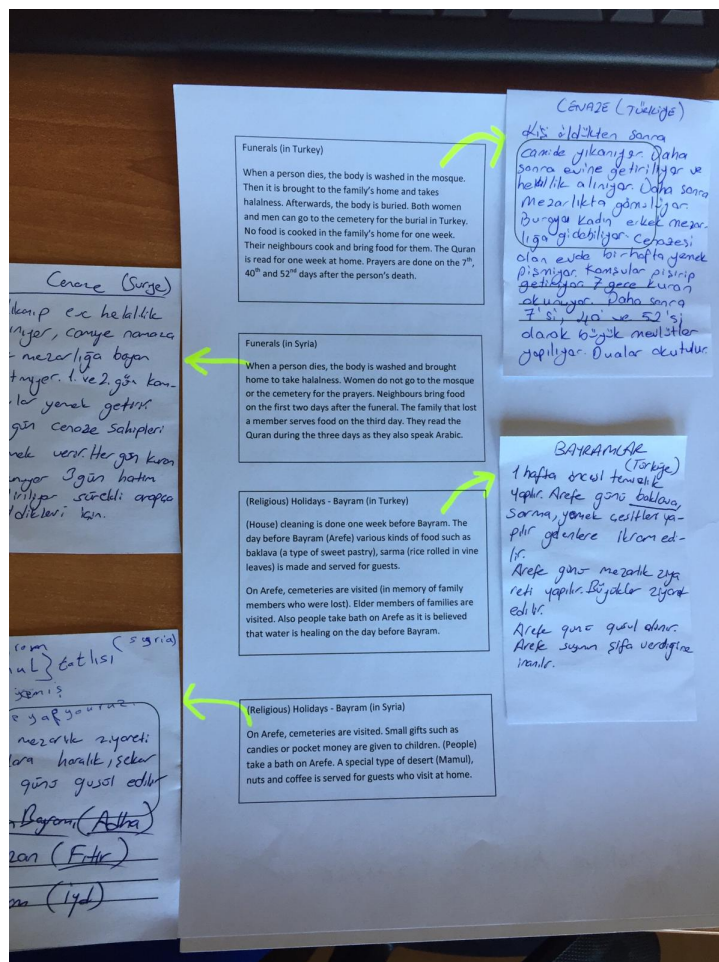 Funerals (in Turkey)
When a person dies, the body is washed in the mosque.
Then it is brought to the family's home and takes
halalness. Afterwards, the body is buried. Both women
and men can go to the cemetery for the burial in Turkey.
No food is cooked in the family's home for one week.
Their neighbours cook and bring food for them. The Quran
is read for one week at home. Prayers are done on the 7th,
40th and 52nd days after the person's death.
Funerals (in Syria)
When a person dies, the body is washed and brought
home to take halalness. Women do not go to the mosque
or the cemetery for the prayers. Neighbours bring food
on the first two days after the funeral. The family that lost
a member serves food on the third day. They read the
Quran during the three days as they also speak Arabic.
(Religious) Holidays - Bayram (in Turkey)
(House) cleaning is done one week before Bayram. The
day before Bayram (Arefe) various kinds of food such as
baklava (a type of sweet pastry), sarma (rice rolled in vine
leaves) is made and served for guests.
On Arefe, cemeteries are visited (in memory of family
members who were lost). Elder members of families are
visited. Also people take bath on Arefe as it is believed
that water is healing on the day before Bayram.
(Religious) Holidays - Bayram (in Syria)
On Arefe, cemeteries are visited. Small gifts such as
candies or pocket money are given to children. (People)
take a bath on Arefe. A special type of desert (Mamul),
nuts and coffee is served for guests who visit at home.
CENAZE (TÜRKİYE)
Kişi öldükten sonra
camide yıkanıyor. Daha
sonra evine getiriliyor ve
helallik alınıyor. Daha sonra
mezarlıkta gömülüyor.
Buraya kadın erkek mezar-
lığa gidebiliyor. Cenazesi
olan evde bir hafta yemek
pişmiyor. Komşular pişirip
getiriyor. 7 gece kuran
okunuyor. Daha sonra
7'si, 40' ve 52'si
olarak büyük mevlütler
yapılıyor. Dualar okutulur.
BAYRAMLAR
(Türkiye)
1 hafta öncesi temizlik
yapılır. Arefe günü baklava,
sarma, yemek çeşitleri ya-
pılır gelenlere ikram edi-
lir.
Arefe günü mezarlık ziya
reti yapılır. Büyükler ziyaret
edilir.
Arefe günü gusül alınır.
Arefe suyunun şifa verdiğine
inanılır.
Cenaze (Suriye)
ev helallik
camiye namaza
mezarlığa bayan
1. ve 2. gün kom-
yemek getirir
gün cenaze sahipleri
verir. Her gün kuran
3 gün hatim
sürekli arapça
için.
(suria)
tatlısı
mezarlık ziyareti
haralık, şeker
günü gusül edilir
Bayramı (Adha)
(Fıtır)
(iyd)